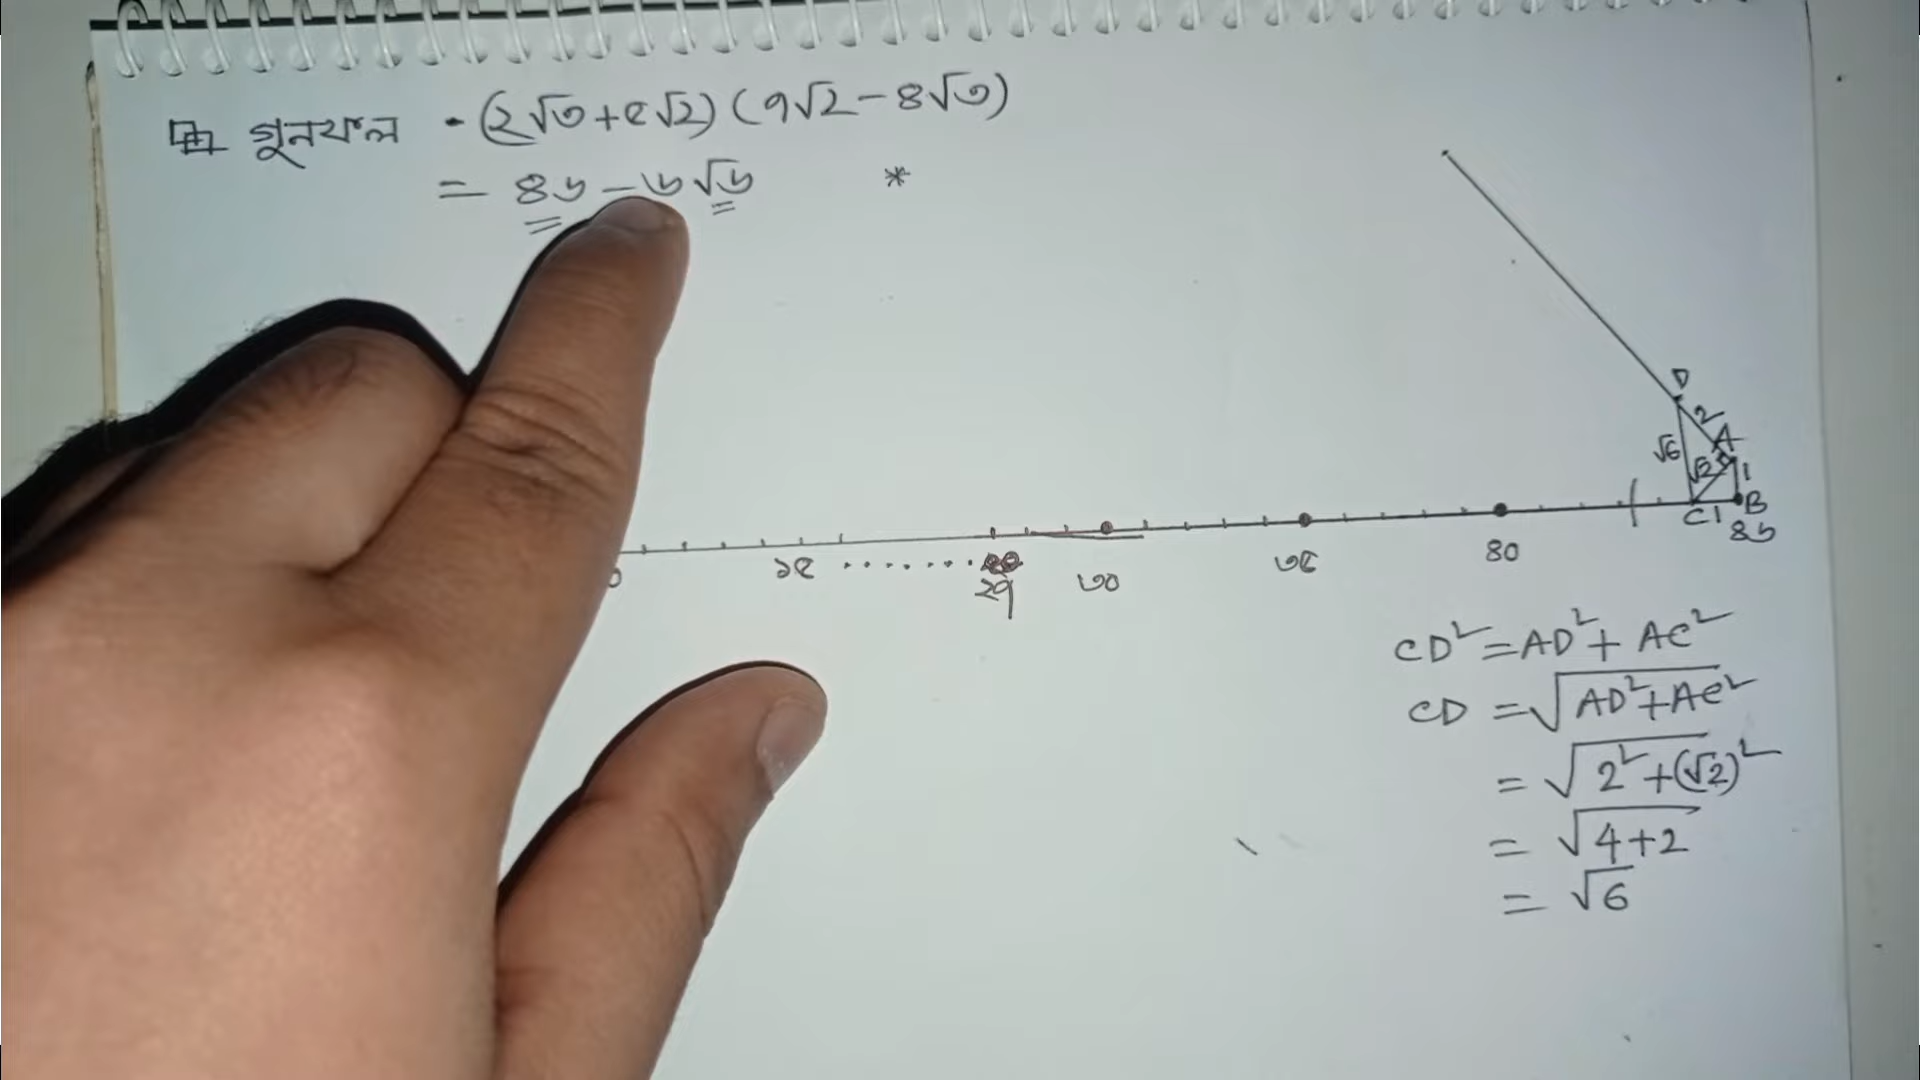 গুনফল - (২√৩+৫√২) (৭√২-৪√৩)
= ৪৬ - ৬√৬ *
D
2
√6 √2 A 1
C 1 B
০ ১৫ ........ ২৭ ৩০ ৩৫ ৪০ ৪৬
CD² = AD² + AC²
CD = √AD²+AC²
= √2²+(√2)²
= √4+2
= √6